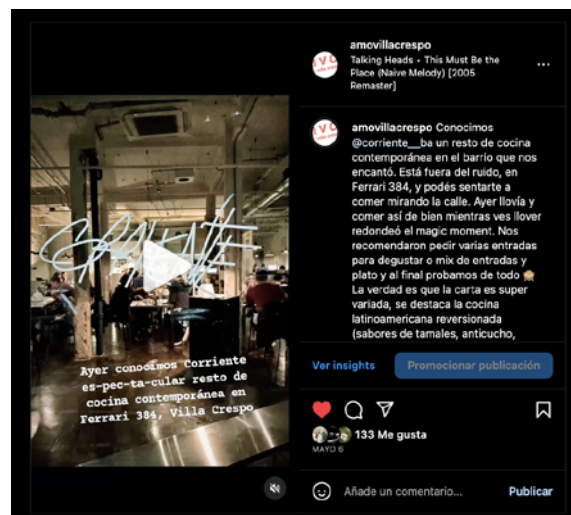 amovillacrespo
Talking Heads • This Must Be the
Place (Naive Melody) [2005
Remaster]
amovillacrespo Conocimos
@corriente__ba un resto de cocina
contemporánea en el barrio que nos
encantó. Está fuera del ruido, en
Ferrari 384, y podés sentarte a
comer mirando la calle. Ayer llovía y
comer así de bien mientras ves llover
redondeó el magic moment. Nos
recomendaron pedir varias entradas
para degustar o mix de entradas y
plato y al final probamos de todo 🙊
La verdad es que la carta es super
variada, se destaca la cocina
latinoamericana reversionada
(sabores de tamales, anticucho,
Ayer conocimos Corriente
es-pec-ta-cular resto de
cocina contemporánea en
Ferrari 384, Villa Crespo
Ver insights
Promocionar publicación
133 Me gusta
MAYO 6
Añade un comentario...
Publicar